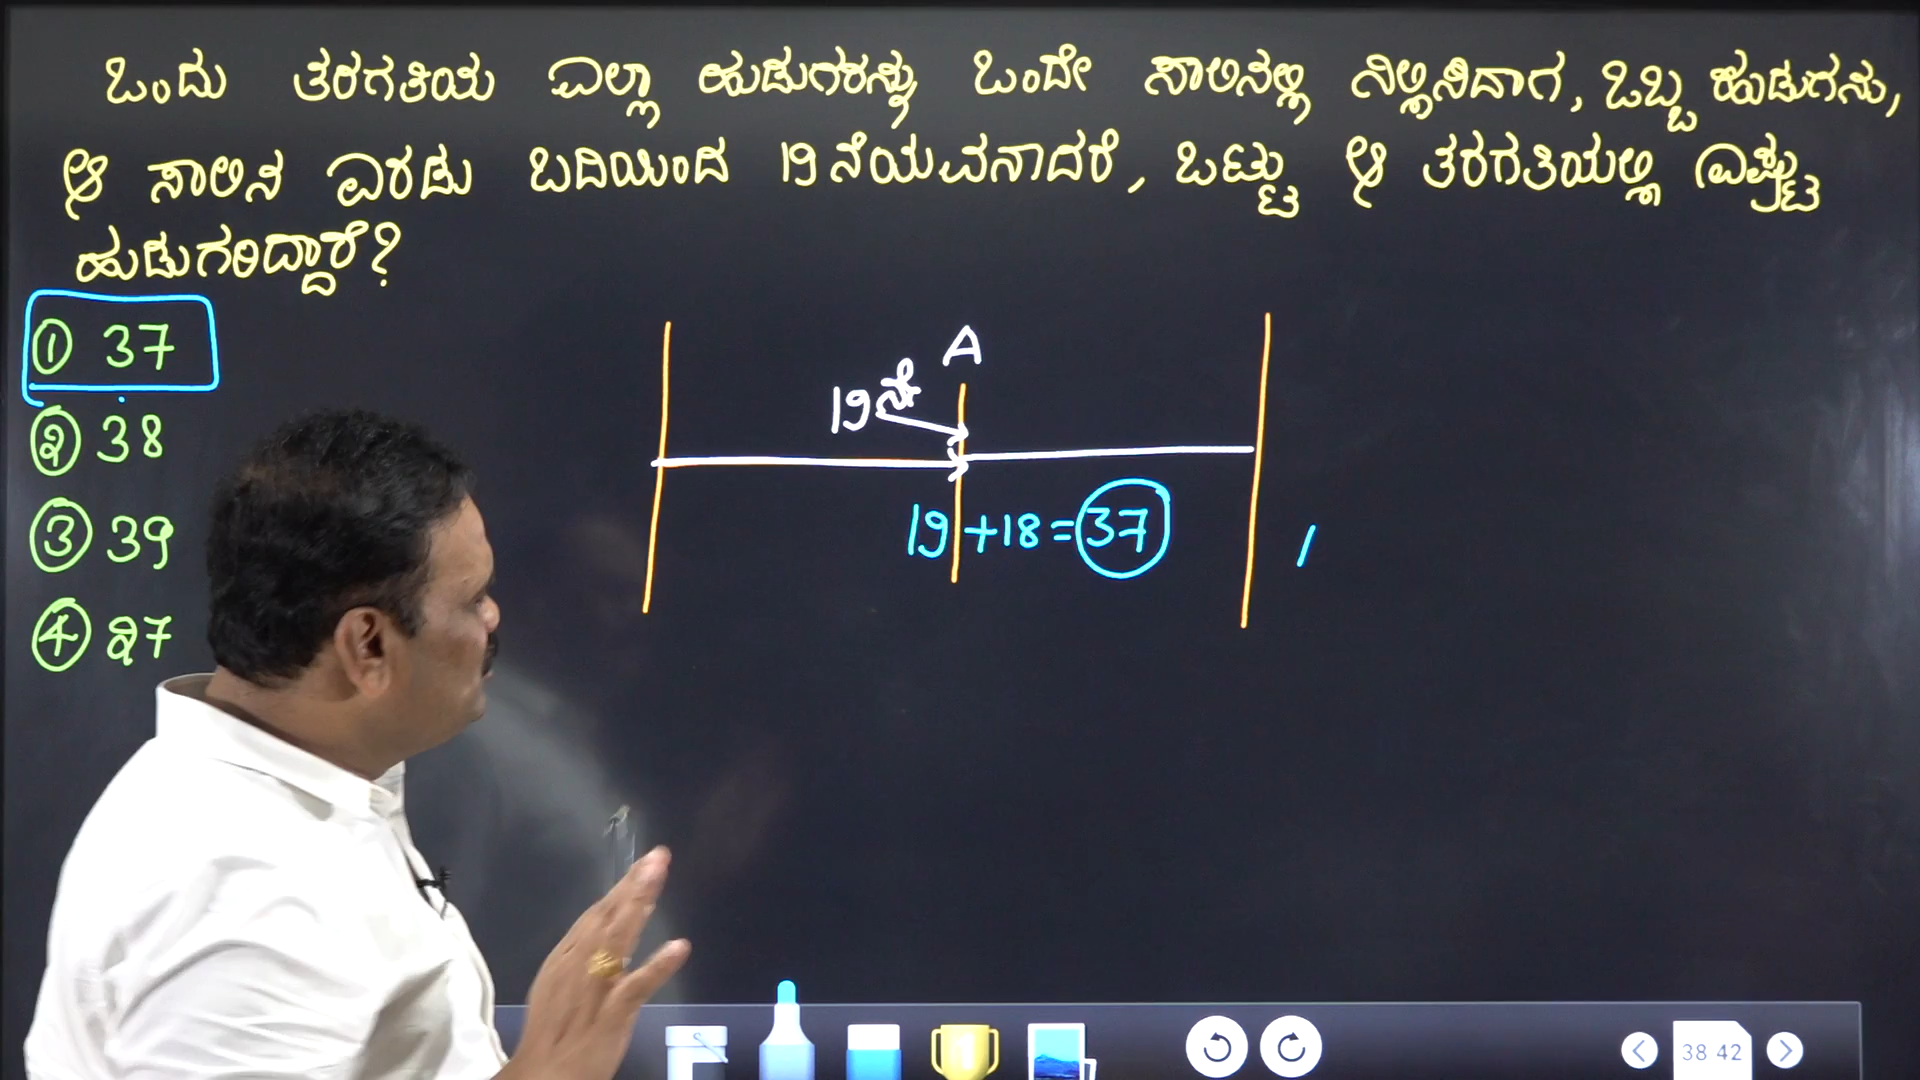 ಒಂದು ತರಗತಿಯ ಎಲ್ಲಾ ಹುಡುಗರನ್ನು ಒಂದೇ ಸಾಲಿನಲ್ಲಿ ನಿಲ್ಲಿಸಿದಾಗ, ಒಬ್ಬ ಹುಡುಗನು,
ಆ ಸಾಲಿನ ಎರಡು ಬದಿಯಿಂದ 19ನೆಯವನಾದರೆ, ಒಟ್ಟು ಆ ತರಗತಿಯಲ್ಲಿ ಎಷ್ಟು
ಹುಡುಗರಿದ್ದಾರೆ?
① 37
② 38
③ 39
④ 27
A
19ನೇ
19+18=37
38 42